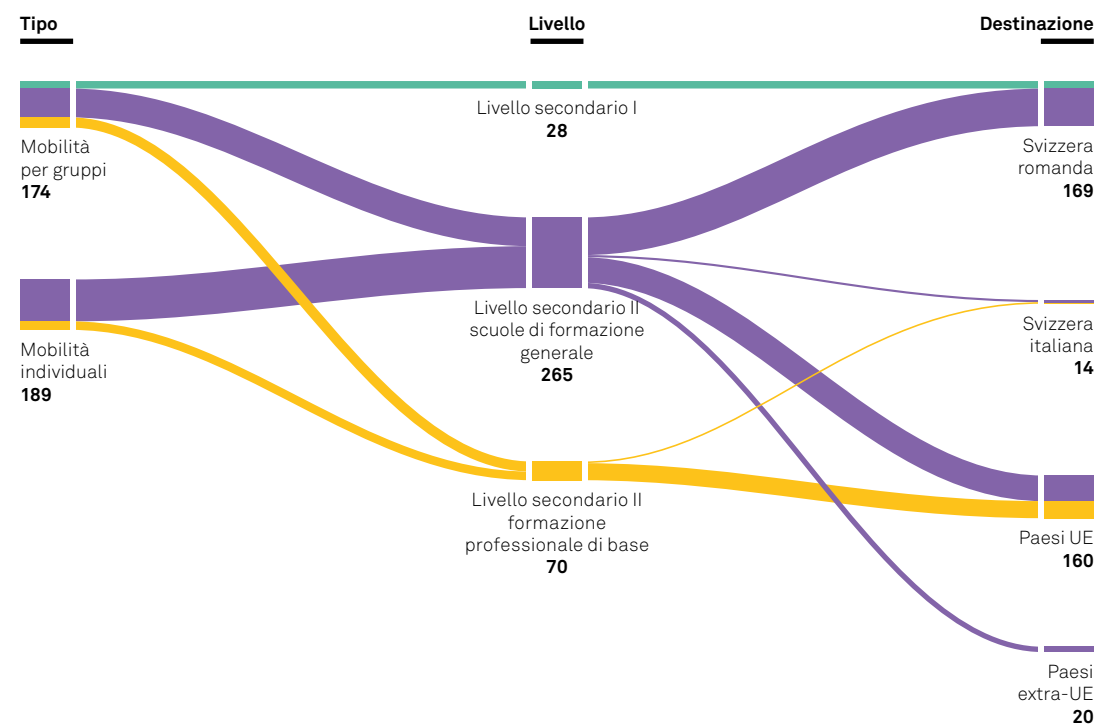 Tipo
Livello
Destinazione
Mobilità
per gruppi
174
Mobilità
individuali
189
Livello secondario I
28
Livello secondario II
scuole di formazione
generale
265
Livello secondario II
formazione
professionale di base
70
Svizzera
romanda
169
Svizzera
italiana
14
Paesi UE
160
Paesi
extra-UE
20